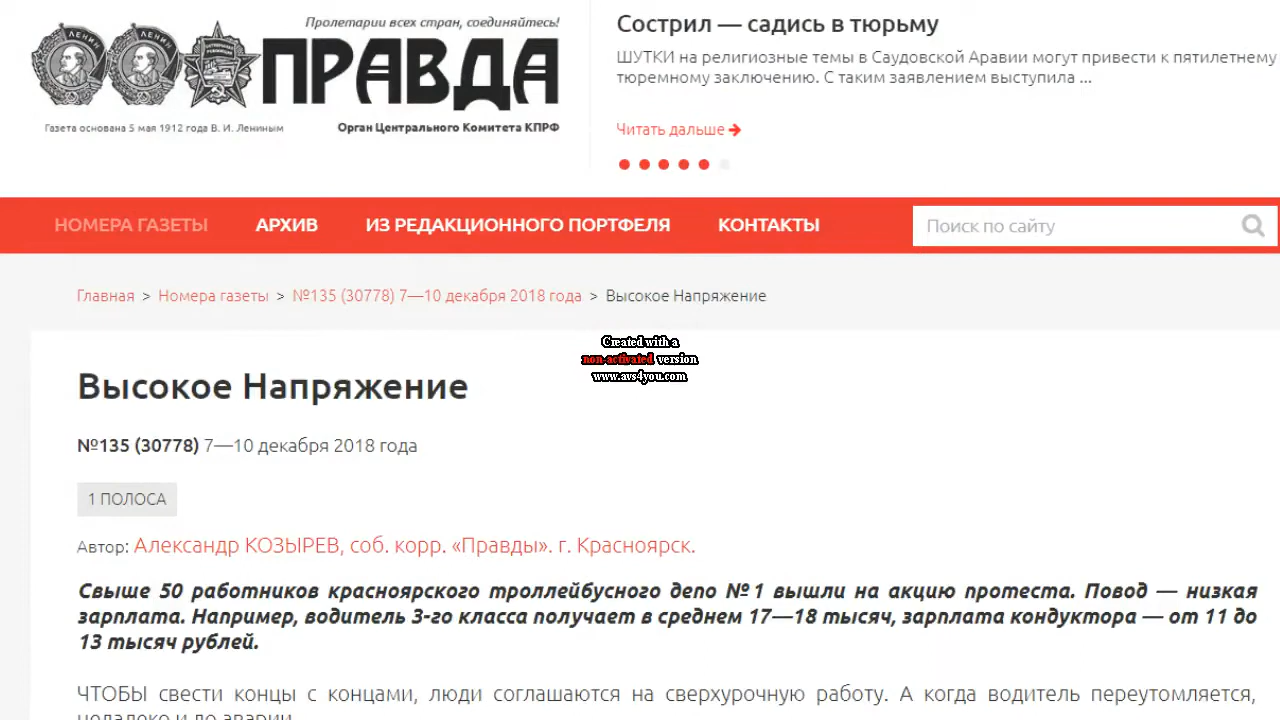 Пролетарии всех стран, соединяйтесь!
ЛЕНИН
ЛЕНИН
ПРАВДА
Газета основана 5 мая 1912 года В. И. Лениным
Орган Центрального Комитета КПРФ
Сострил — садись в тюрьму
ШУТКИ на религиозные темы в Саудовской Аравии могут привести к пятилетнему
тюремному заключению. С таким заявлением выступила ...
Читать дальше
НОМЕРА ГАЗЕТЫ АРХИВ ИЗ РЕДАКЦИОННОГО ПОРТФЕЛЯ КОНТАКТЫ Поиск по сайту
Главная > Номера газеты > №135 (30778) 7—10 декабря 2018 года > Высокое Напряжение
Created with a
non-activated version
www.avs4you.com
Высокое Напряжение
№135 (30778) 7—10 декабря 2018 года
1 ПОЛОСА
Автор: Александр КОЗЫРЕВ, соб. корр. «Правды». г. Красноярск.
Свыше 50 работников красноярского троллейбусного депо №1 вышли на акцию протеста. Повод — низкая
зарплата. Например, водитель 3-го класса получает в среднем 17—18 тысяч, зарплата кондуктора — от 11 до
13 тысяч рублей.
ЧТОБЫ свести концы с концами, люди соглашаются на сверхурочную работу. А когда водитель переутомляется,
недалеко и до аварии